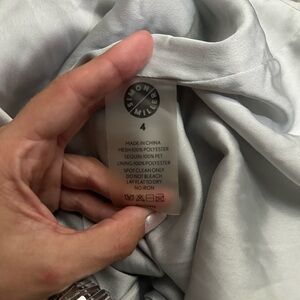 SIMON
MILLER
4
MADE IN CHINA
MESH:100% POLYESTER
SEQUIN:100% PET
LINING:100% POLYESTER
SPOT CLEAN ONLY
DO NOT BLEACH
LAY FLAT TO DRY
NO IRON